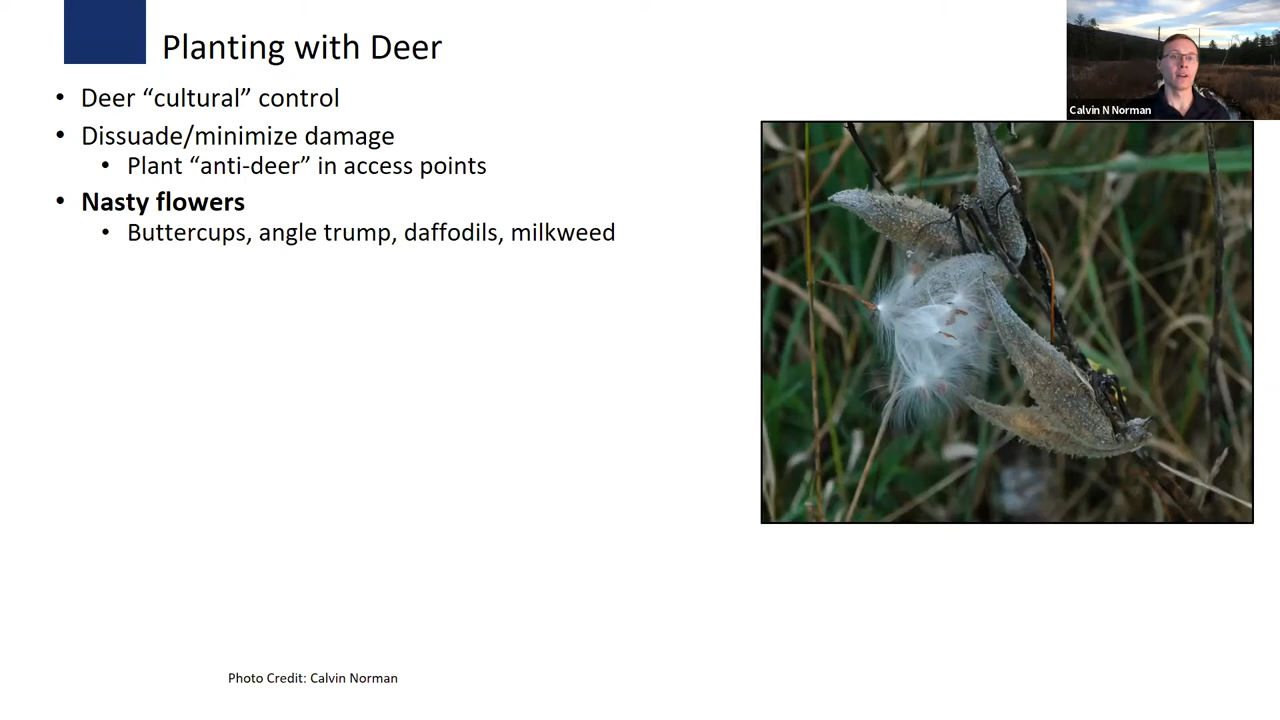 Planting with Deer
• Deer “cultural” control
• Dissuade/minimize damage
• Plant “anti-deer” in access points
• Nasty flowers
• Buttercups, angle trump, daffodils, milkweed
Calvin N Norman
Photo Credit: Calvin Norman